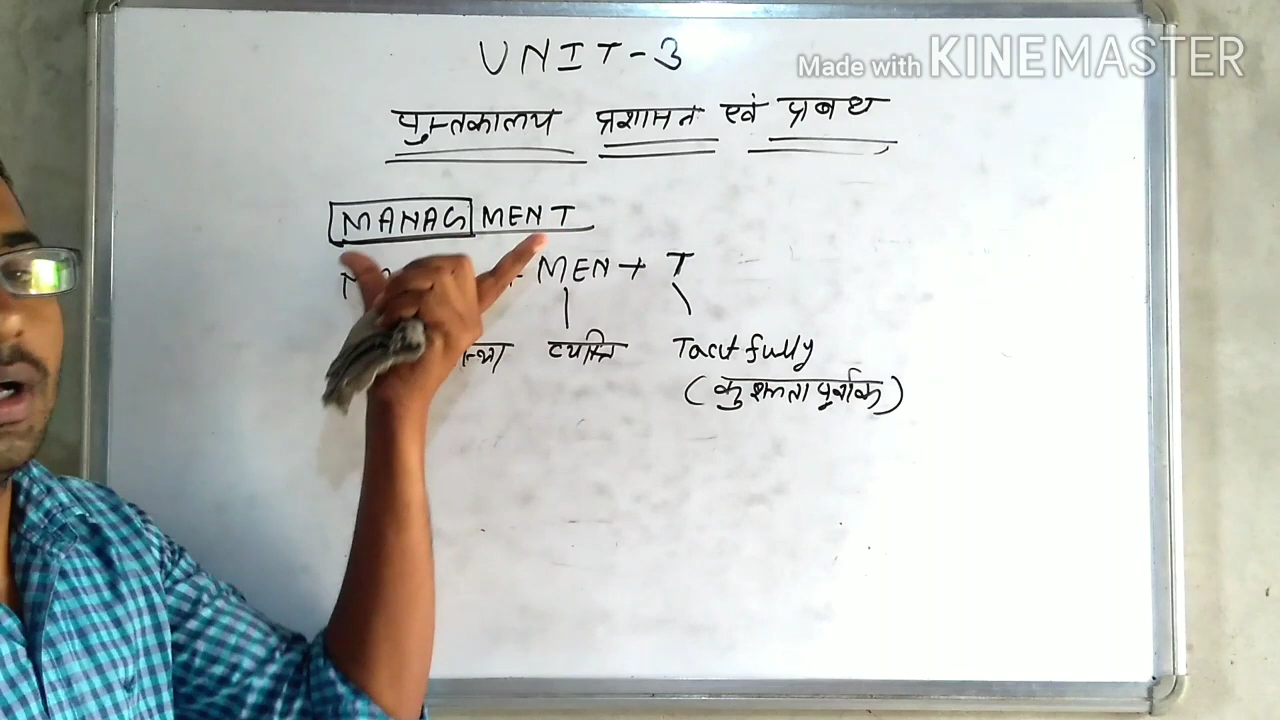 UNIT-3
Made with KINEMASTER
पुस्तकालय प्रशासन एवं प्रबंध
MANAGMENT
MEN + T
व्यक्ति Tactfully
(कुशलतापूर्वक)